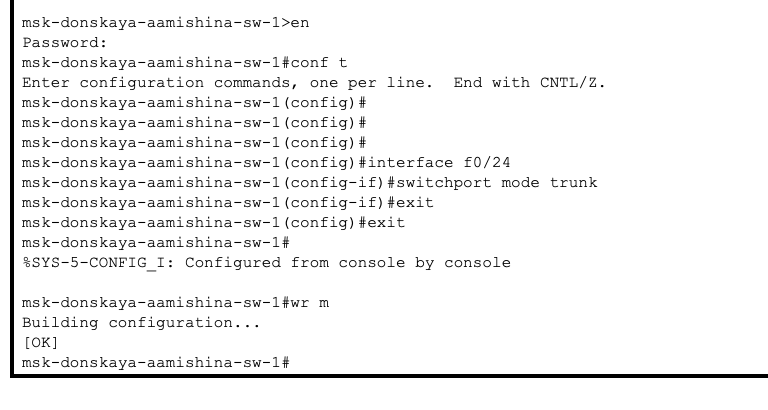 msk-donskaya-aamishina-sw-1>en
Password:
msk-donskaya-aamishina-sw-1#conf t
Enter configuration commands, one per line.  End with CNTL/Z.
msk-donskaya-aamishina-sw-1(config)#
msk-donskaya-aamishina-sw-1(config)#
msk-donskaya-aamishina-sw-1(config)#
msk-donskaya-aamishina-sw-1(config)#interface f0/24
msk-donskaya-aamishina-sw-1(config-if)#switchport mode trunk
msk-donskaya-aamishina-sw-1(config-if)#exit
msk-donskaya-aamishina-sw-1(config)#exit
msk-donskaya-aamishina-sw-1#
%SYS-5-CONFIG_I: Configured from console by console
msk-donskaya-aamishina-sw-1#wr m
Building configuration...
[OK]
msk-donskaya-aamishina-sw-1#